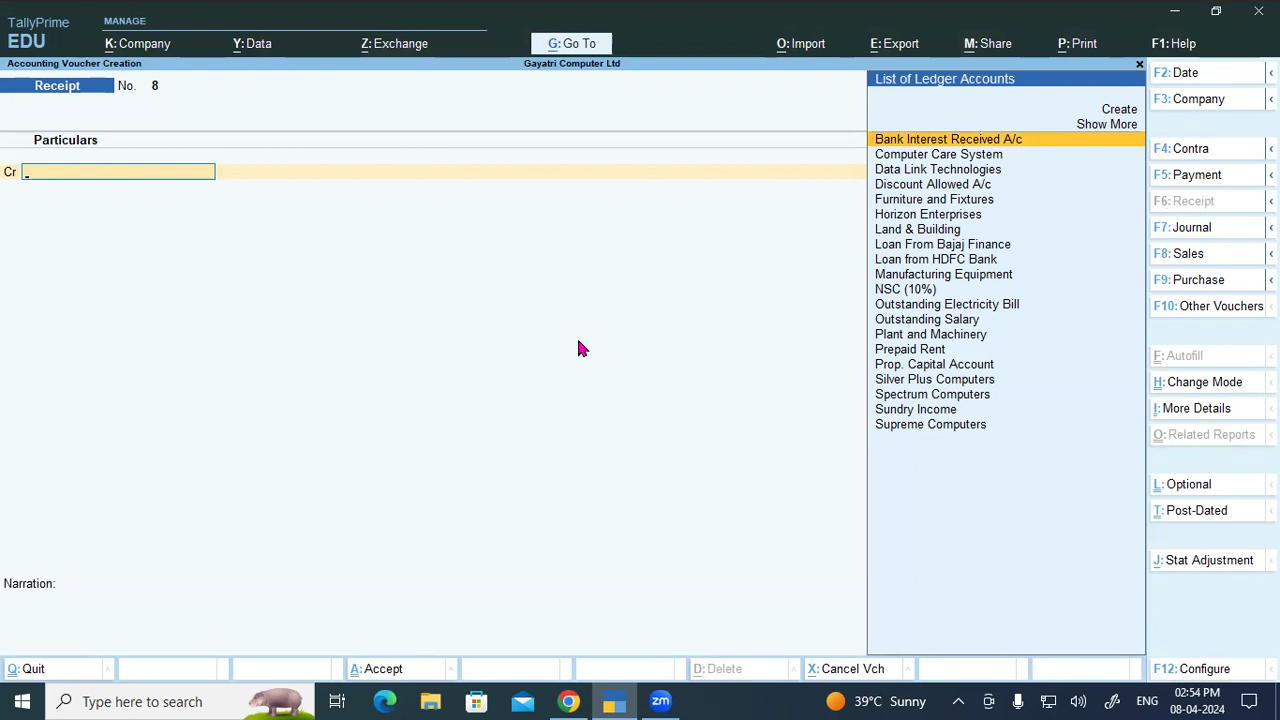 TallyPrime
EDU
MANAGE
K: Company
Y: Data
Z: Exchange
G: Go To
O: Import
E: Export
M: Share
P: Print
F1: Help
Accounting Voucher Creation
Gayatri Computer Ltd
Receipt
No. 8
Particulars
Cr
List of Ledger Accounts
Create
Show More
Bank Interest Received A/c
Computer Care System
Data Link Technologies
Discount Allowed A/c
Furniture and Fixtures
Horizon Enterprises
Land & Building
Loan From Bajaj Finance
Loan from HDFC Bank
Manufacturing Equipment
NSC (10%)
Outstanding Electricity Bill
Outstanding Salary
Plant and Machinery
Prepaid Rent
Prop. Capital Account
Silver Plus Computers
Spectrum Computers
Sundry Income
Supreme Computers
F2: Date
F3: Company
F4: Contra
F5: Payment
F6: Receipt
F7: Journal
F8: Sales
F9: Purchase
F10: Other Vouchers
F: Autofill
H: Change Mode
I: More Details
O: Related Reports
L: Optional
T: Post-Dated
J: Stat Adjustment
Narration:
Q: Quit
A: Accept
D: Delete
X: Cancel Vch
F12: Configure
Type here to search
zm
39°C Sunny
ENG
02:54 PM
08-04-2024